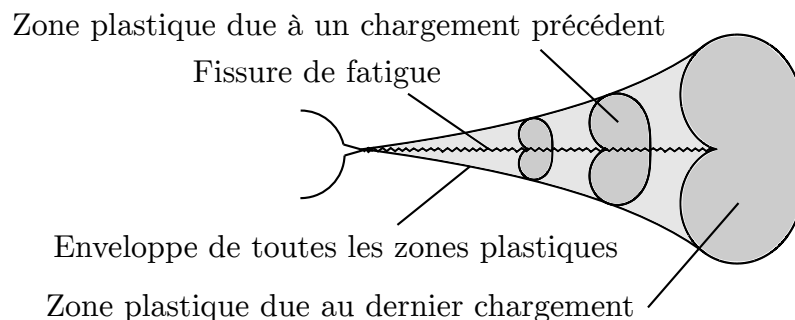 Zone plastique due à un chargement précédent
Fissure de fatigue
Enveloppe de toutes les zones plastiques
Zone plastique due au dernier chargement